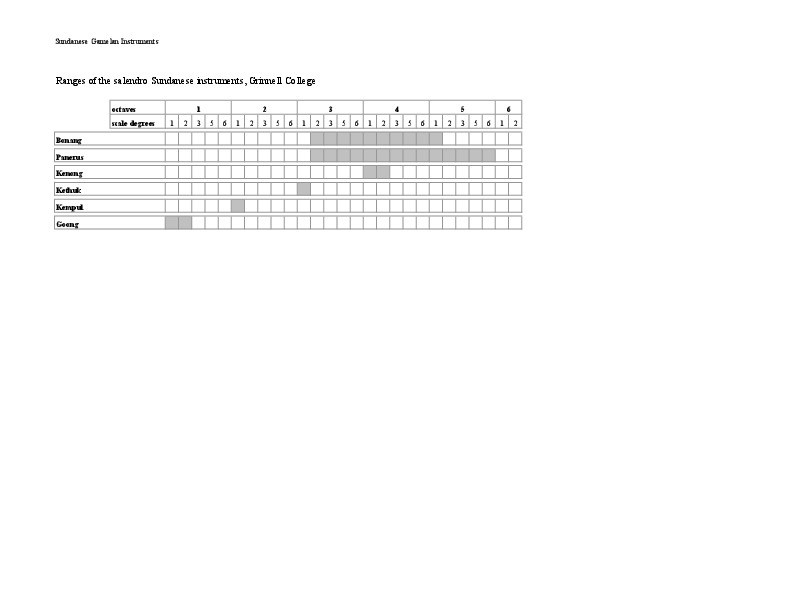 Sundanese Gamelan Instruments
Ranges of the salendro Sundanese instruments, Grinnell College
octaves 1 2 3 4 5 6
scale degrees 1 2 3 5 6 1 2 3 5 6 1 2 3 5 6 1 2 3 5 6 1 2 3 5 6 1 2
Bonang
Panerus
Kenong
Kethuk
Kempul
Goong